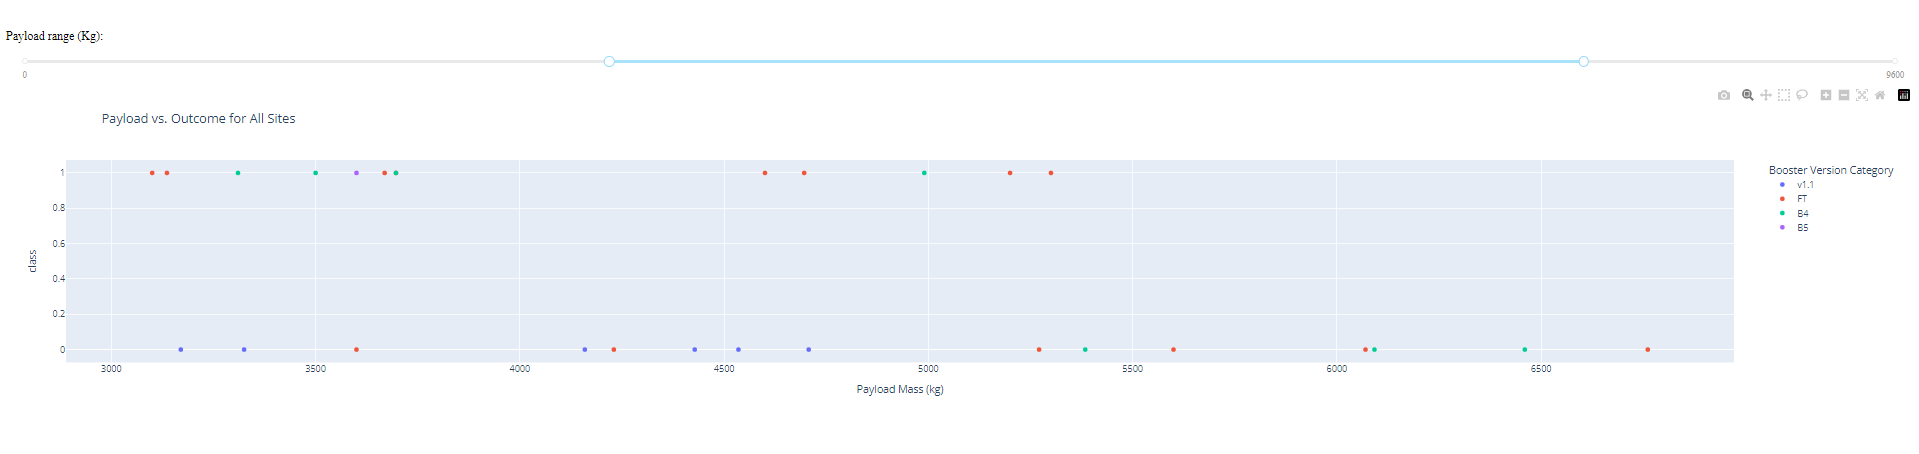 Payload range (Kg):
0 9600
Payload vs. Outcome for All Sites
Booster Version Category
v1.1
FT
B4
B5
class
1
0.8
0.6
0.4
0.2
0
3000 3500 4000 4500 5000 5500 6000 6500
Payload Mass (kg)